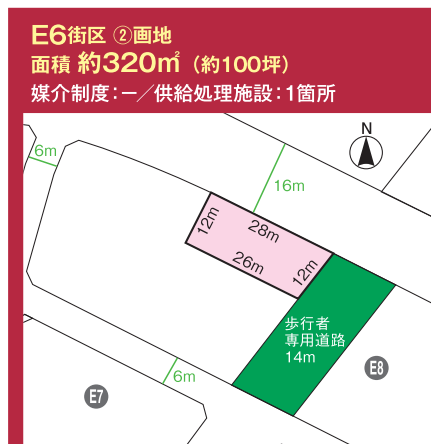 E6街区 ②画地
面積 約320㎡（約100坪）
媒介制度：－／供給処理施設：1箇所
N
6m
16m
12m
28m
26m
12m
歩行者
専用道路
14m
6m
E8
E7